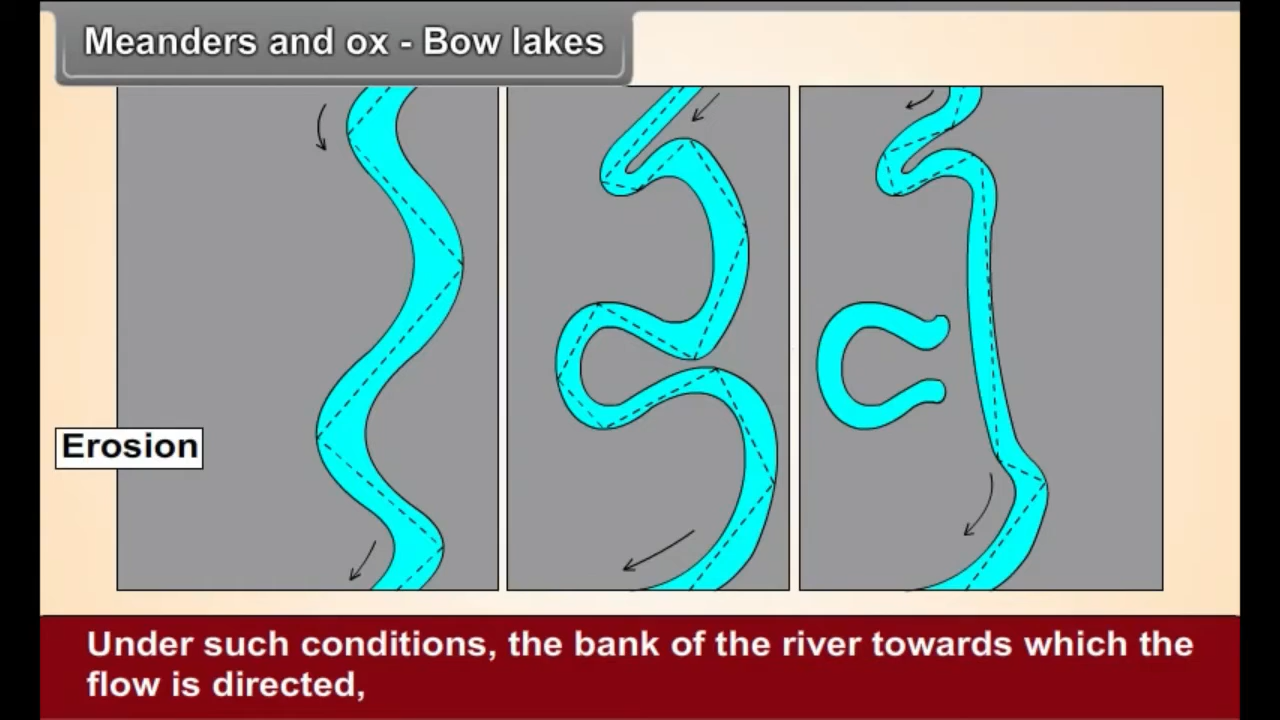 Meanders and ox - Bow lakes
Erosion
Under such conditions, the bank of the river towards which the
flow is directed,